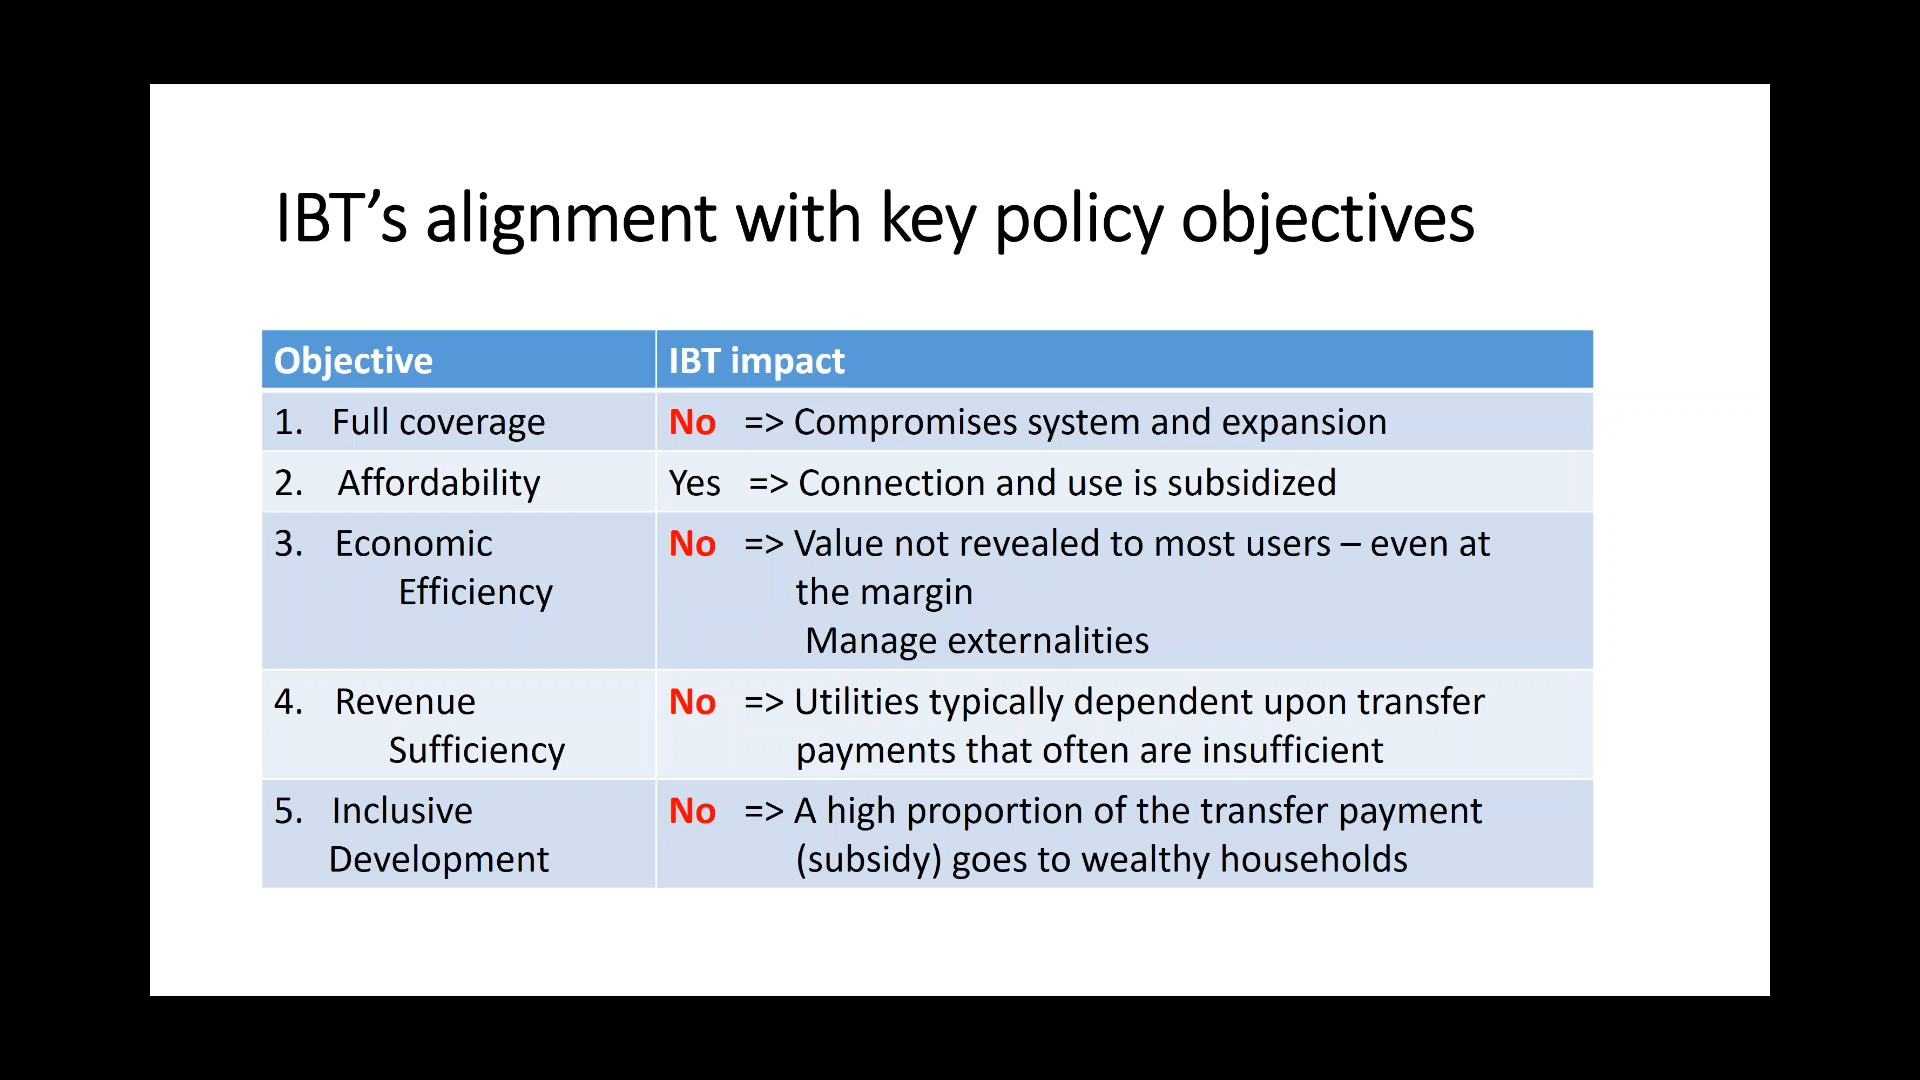 IBT’s alignment with key policy objectives
Objective IBT impact
1. Full coverage No => Compromises system and expansion
2. Affordability Yes => Connection and use is subsidized
3. Economic No => Value not revealed to most users – even at
Efficiency the margin
Manage externalities
4. Revenue No => Utilities typically dependent upon transfer
Sufficiency payments that often are insufficient
5. Inclusive No => A high proportion of the transfer payment
Development (subsidy) goes to wealthy households